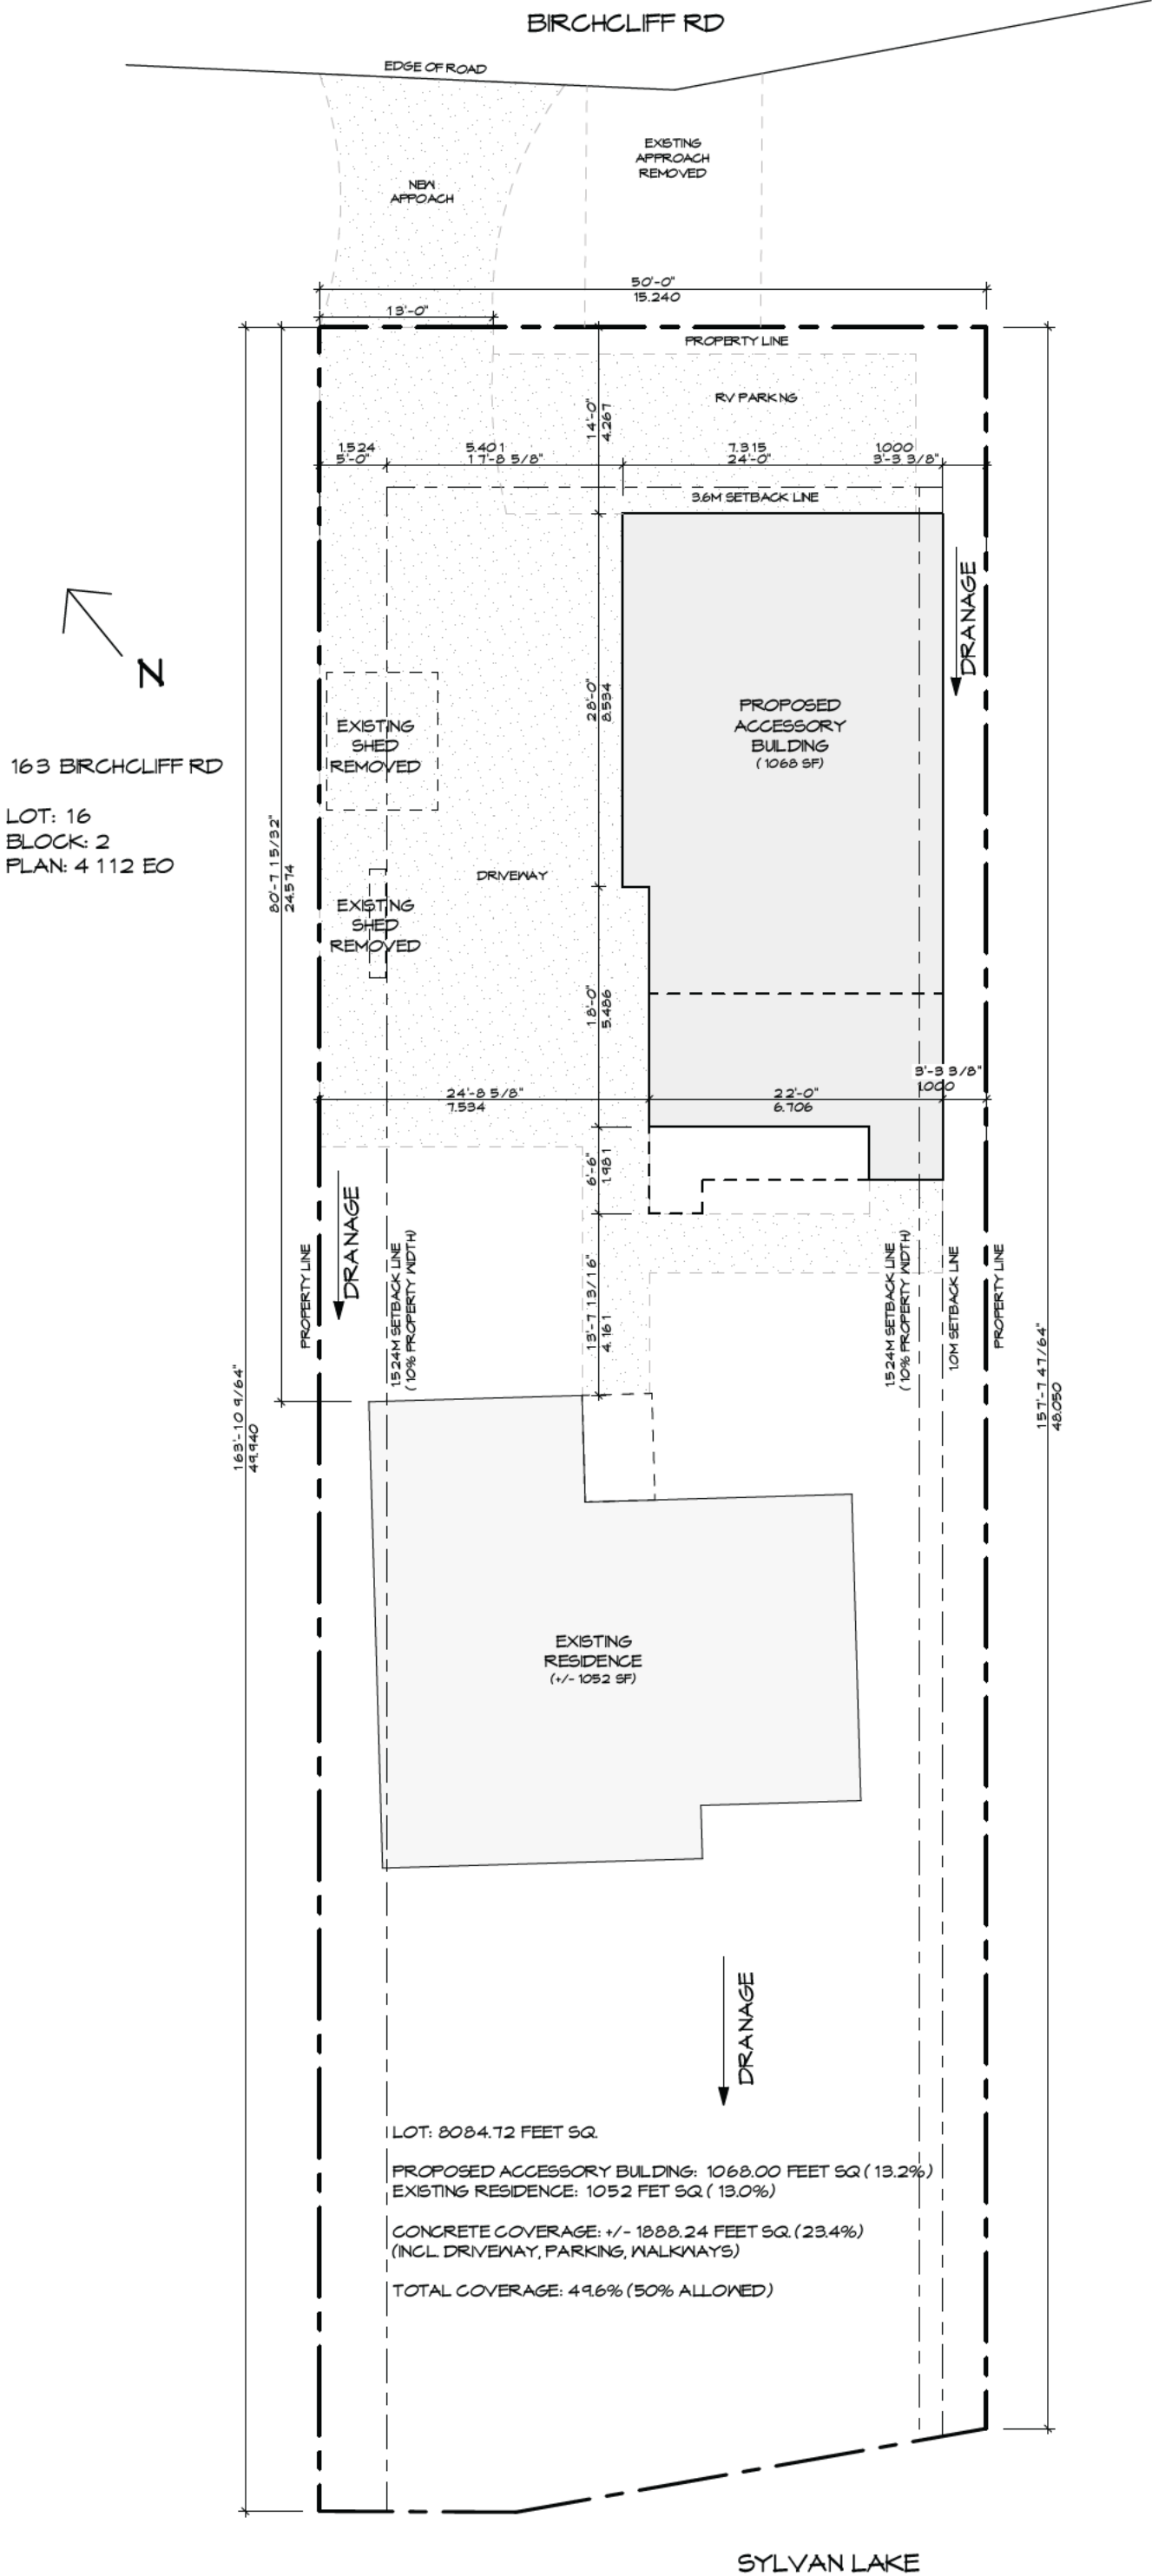 BIRCHCLIFF RD
EDGE OF ROAD
EXISTING
APPROACH
REMOVED
NEW
APPOACH
50'-0"
15.240
13'-0"
PROPERTY LINE
RV PARKING
14'-0"
4.267
1.524
5'-0"
5.401
17'-8 5/8"
7.315
24'-0"
1.000
3'-3 3/8"
3.6M SETBACK LINE
DRANAGE
N
28'-0"
8.534
PROPOSED
ACCESSORY
BUILDING
(1068 SF)
EXISTING
SHED
REMOVED
163 BIRCHCLIFF RD
LOT: 16
BLOCK: 2
PLAN: 4112 EO
80'-7 15/32"
24.574
DRIVEWAY
EXISTING
SHED
REMOVED
18'-0"
5.486
24'-8 5/8"
7.534
22'-0"
6.706
3'-3 3/8"
1.000
6'-6"
1.981
DRANAGE
PROPERTY LINE
1.524M SETBACK LINE
(10% PROPERTY WIDTH)
13'-7 13/16"
4.161
1.524M SETBACK LINE
(10% PROPERTY WIDTH)
1.0M SETBACK LINE
PROPERTY LINE
163'-10 9/64"
49.940
157'-7 47/64"
48.050
EXISTING
RESIDENCE
(+/- 1052 SF)
DRANAGE
LOT: 8084.72 FEET SQ.
PROPOSED ACCESSORY BUILDING: 1068.00 FEET SQ (13.2%)
EXISTING RESIDENCE: 1052 FET SQ. (13.0%)
CONCRETE COVERAGE: +/- 1888.24 FEET SQ. (23.4%)
(INCL. DRIVEWAY, PARKING, WALKWAYS)
TOTAL COVERAGE: 49.6% (50% ALLOWED)
SYLVAN LAKE